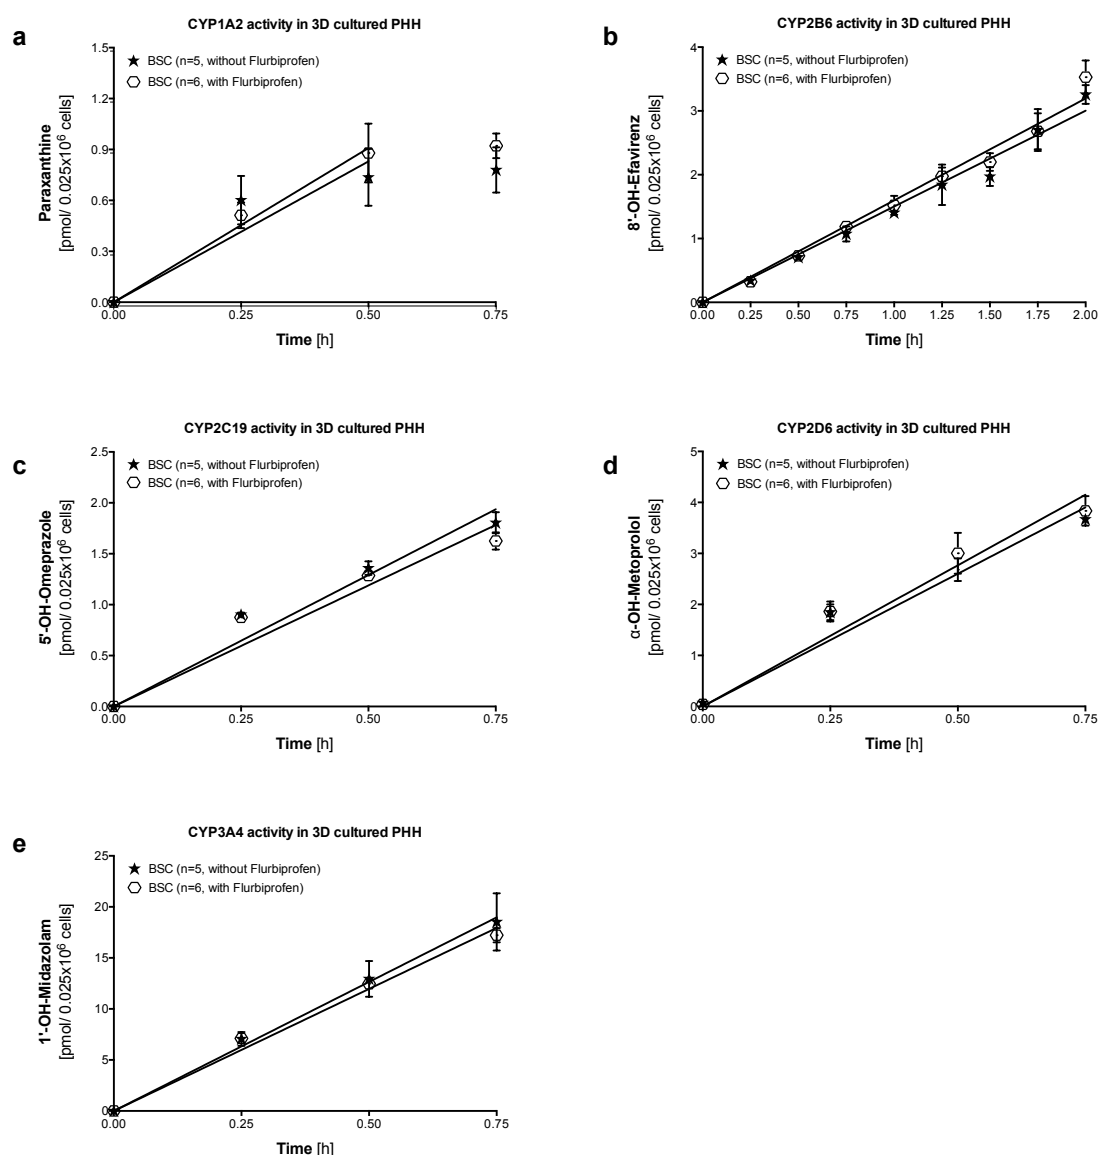 a
CYP1A2 activity in 3D cultured PHH
BSC (n=5, without Flurbiprofen)
BSC (n=6, with Flurbiprofen)
Paraxanthine
[pmol/ 0.025x10⁶ cells]
1.5
1.2
0.9
0.6
0.3
0.0
0.00 0.25 0.50 0.75
Time [h]
b
CYP2B6 activity in 3D cultured PHH
BSC (n=5, without Flurbiprofen)
BSC (n=6, with Flurbiprofen)
8'-OH-Efavirenz
[pmol/ 0.025x10⁶ cells]
4
3
2
1
0
0.00 0.25 0.50 0.75 1.00 1.25 1.50 1.75 2.00
Time [h]
c
CYP2C19 activity in 3D cultured PHH
BSC (n=5, without Flurbiprofen)
BSC (n=6, with Flurbiprofen)
5'-OH-Omeprazole
[pmol/ 0.025x10⁶ cells]
2.5
2.0
1.5
1.0
0.5
0.0
0.00 0.25 0.50 0.75
Time [h]
d
CYP2D6 activity in 3D cultured PHH
BSC (n=5, without Flurbiprofen)
BSC (n=6, with Flurbiprofen)
α-OH-Metoprolol
[pmol/ 0.025x10⁶ cells]
5
4
3
2
1
0
0.00 0.25 0.50 0.75
Time [h]
e
CYP3A4 activity in 3D cultured PHH
BSC (n=5, without Flurbiprofen)
BSC (n=6, with Flurbiprofen)
1'-OH-Midazolam
[pmol/ 0.025x10⁶ cells]
25
20
15
10
5
0
0.00 0.25 0.50 0.75
Time [h]